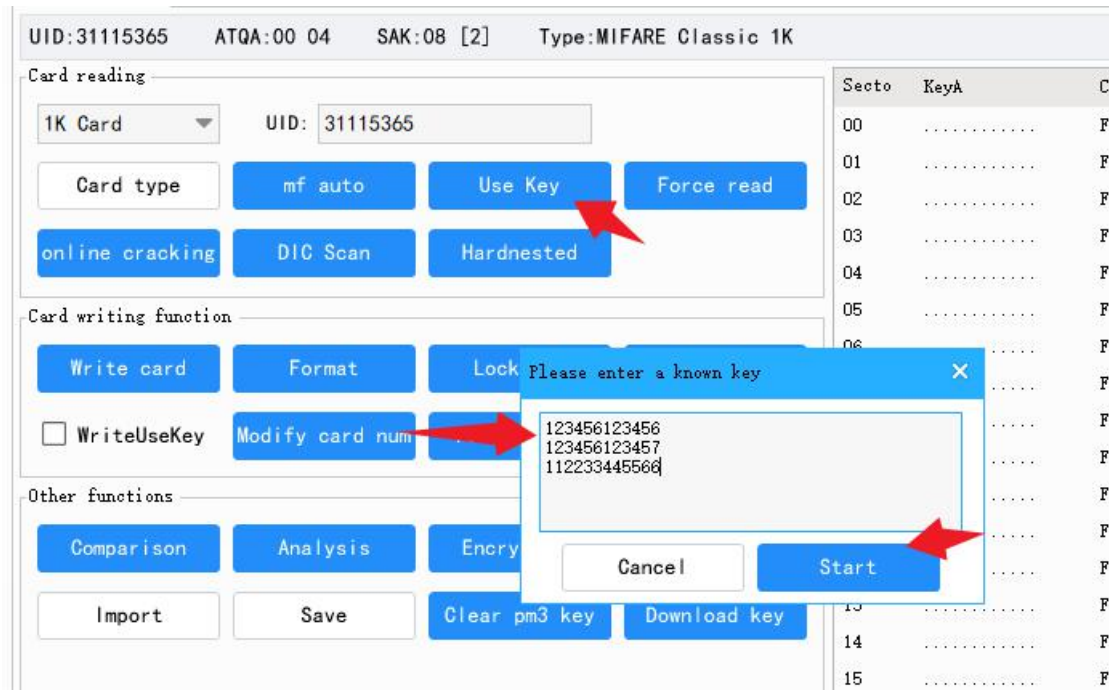 UID:31115365 ATQA:00 04 SAK:08 [2] Type:MIFARE Classic 1K
Card reading
1K Card UID: 31115365
Card type mf auto Use Key Force read
online cracking DIC Scan Hardnested
Card writing function
Write card Format Lock
WriteUseKey Modify card num
Other functions
Comparison Analysis Encry
Import Save Clear pm3 key Download key
Secto KeyA C
00 ............ F
01 ............ F
02 ............ F
03 ............ F
04 ............ F
05 ............ F
06 ..... F
..... F
..... F
..... F
..... F
..... F
..... F
13 ............ F
14 ............ F
15 ............ F
Please enter a known key
123456123456
123456123457
112233445566
Cancel Start